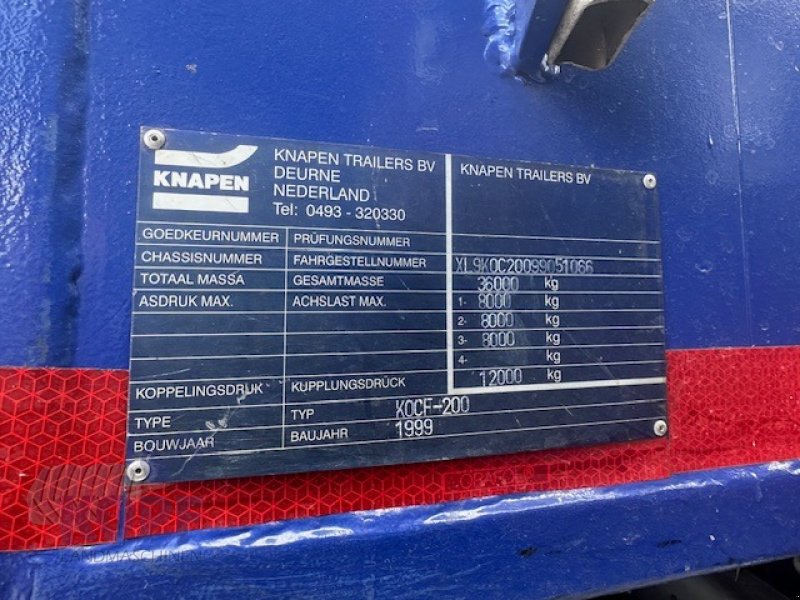 KNAPEN
KNAPEN TRAILERS BV
DEURNE
NEDERLAND
Tel: 0493 - 320330
KNAPEN TRAILERS BV
GOEDKEURNUMMER PRÜFUNGSNUMMER
CHASSISNUMMER FAHRGESTELLNUMMER XL9KOC20099051066
TOTAAL MASSA GESAMTMASSE 36000 kg
ASDRUK MAX. ACHSLAST MAX. 1- 8000 kg
2- 8000 kg
3- 8000 kg
4- kg
KOPPELINGSDRUK KUPPLUNGSDRÜCK 12000 kg
TYPE TYP KOCF-200
BOUWJAAR BAUJAHR 1999
LANDMASCHINEN